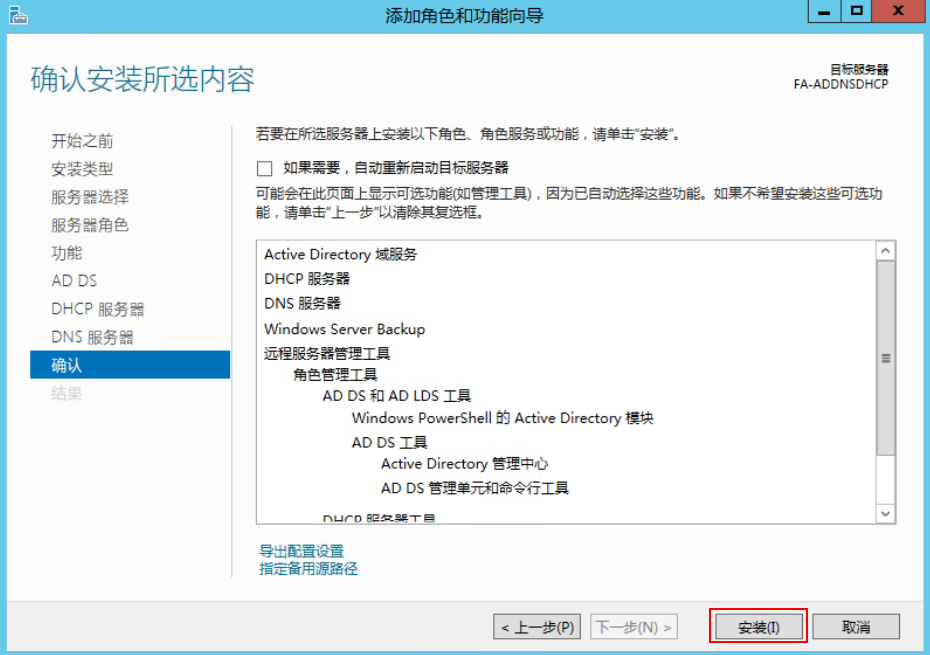 添加角色和功能向导
确认安装所选内容
目标服务器
FA-ADDNSDHCP
开始之前
安装类型
服务器选择
服务器角色
功能
AD DS
DHCP 服务器
DNS 服务器
确认
结果
若要在所选服务器上安装以下角色、角色服务或功能，请单击“安装”。
如果需要，自动重新启动目标服务器
可能会在此页面上显示可选功能(如管理工具)，因为已自动选择这些功能。如果不希望安装这些可选功
能，请单击“上一步”以清除其复选框。
Active Directory 域服务
DHCP 服务器
DNS 服务器
Windows Server Backup
远程服务器管理工具
角色管理工具
AD DS 和 AD LDS 工具
Windows PowerShell 的 Active Directory 模块
AD DS 工具
Active Directory 管理中心
AD DS 管理单元和命令行工具
DHCP 服务器工具
导出配置设置
指定备用源路径
< 上一步(P)
下一步(N) >
安装(I)
取消